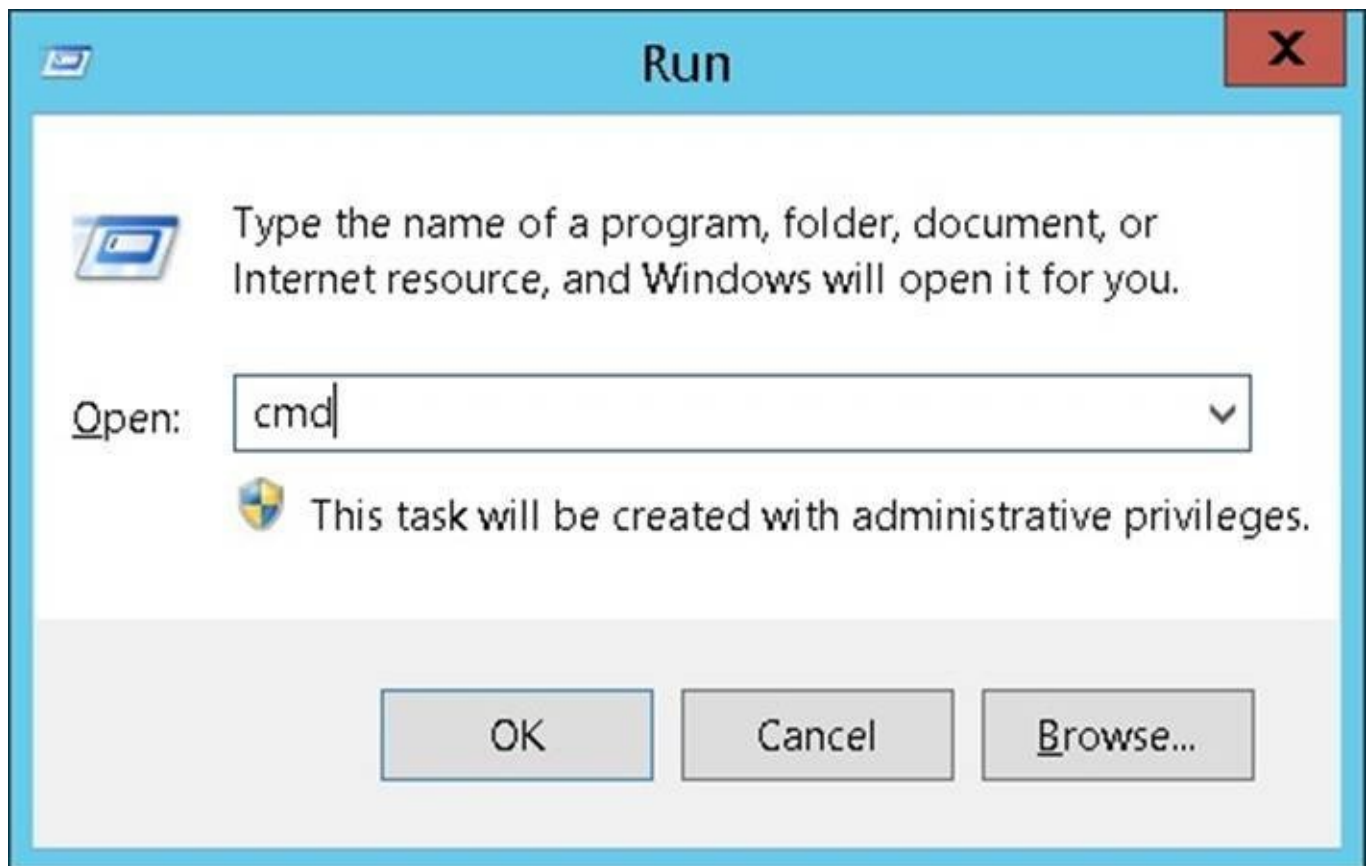 Run
X
Type the name of a program, folder, document, or
Internet resource, and Windows will open it for you.
Open: cmd
This task will be created with administrative privileges.
OK Cancel Browse...